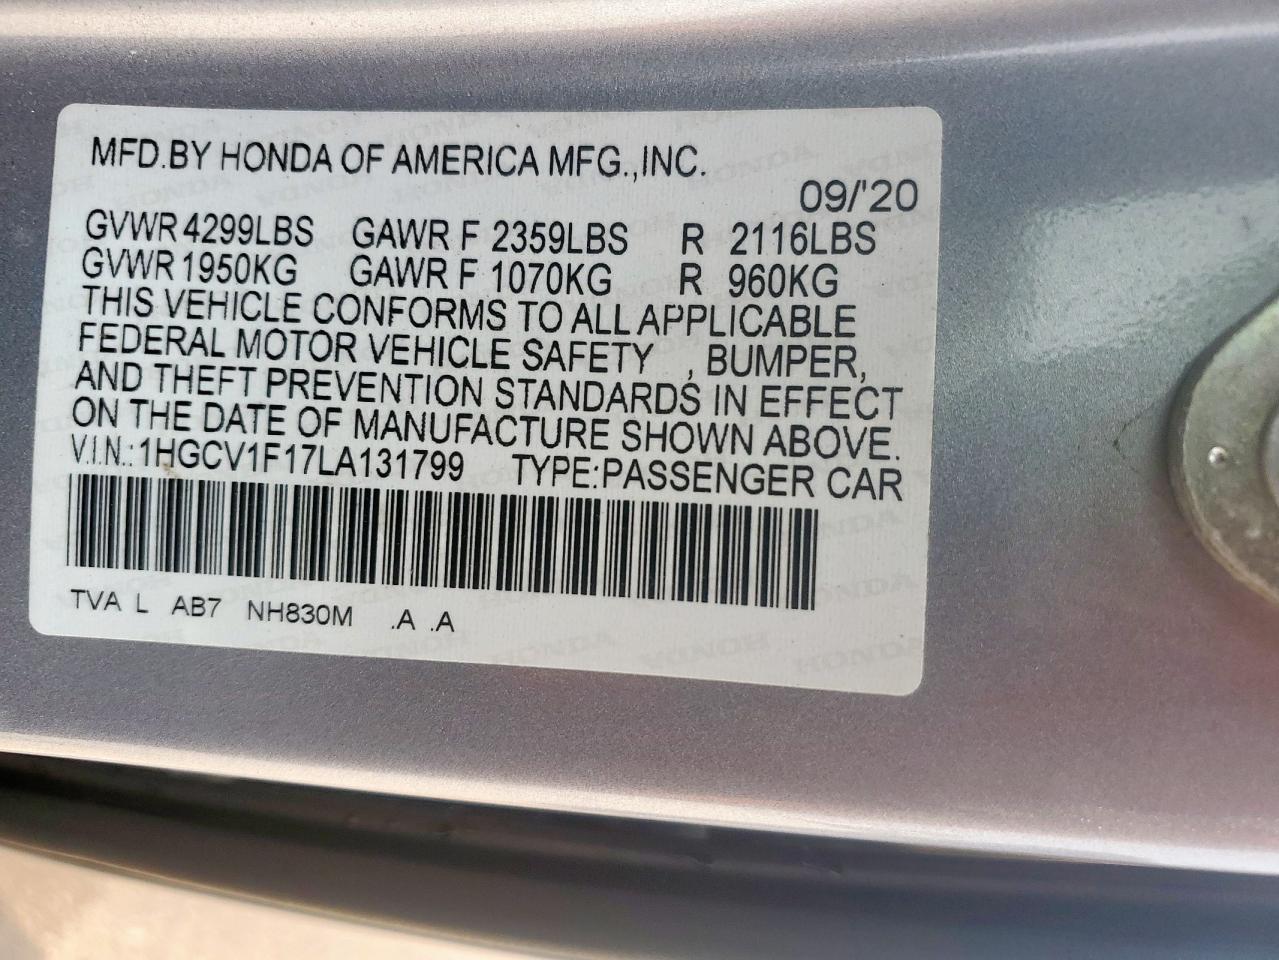 MFD.BY HONDA OF AMERICA MFG.,INC.
09/'20
GVWR 4299LBS GAWR F 2359LBS R 2116LBS
GVWR 1950KG GAWR F 1070KG R 960KG
THIS VEHICLE CONFORMS TO ALL APPLICABLE
FEDERAL MOTOR VEHICLE SAFETY , BUMPER,
AND THEFT PREVENTION STANDARDS IN EFFECT
ON THE DATE OF MANUFACTURE SHOWN ABOVE.
V.I.N.: 1HGCV1F17LA131799 TYPE:PASSENGER CAR
TVA L AB7 NH830M .A .A